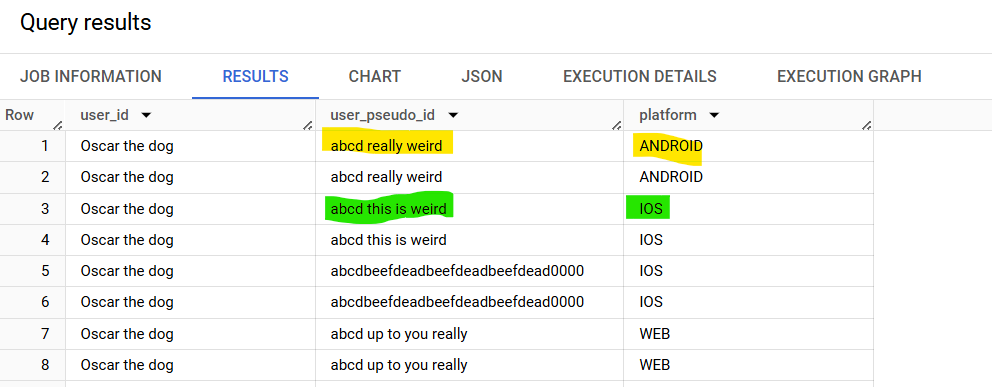 Query results
JOB INFORMATION RESULTS CHART JSON EXECUTION DETAILS EXECUTION GRAPH
Row user_id user_pseudo_id platform
1 Oscar the dog abcd really weird ANDROID
2 Oscar the dog abcd really weird ANDROID
3 Oscar the dog abcd this is weird IOS
4 Oscar the dog abcd this is weird IOS
5 Oscar the dog abcdbeefdeadbeefdeadbeefdead0000 IOS
6 Oscar the dog abcdbeefdeadbeefdeadbeefdead0000 IOS
7 Oscar the dog abcd up to you really WEB
8 Oscar the dog abcd up to you really WEB